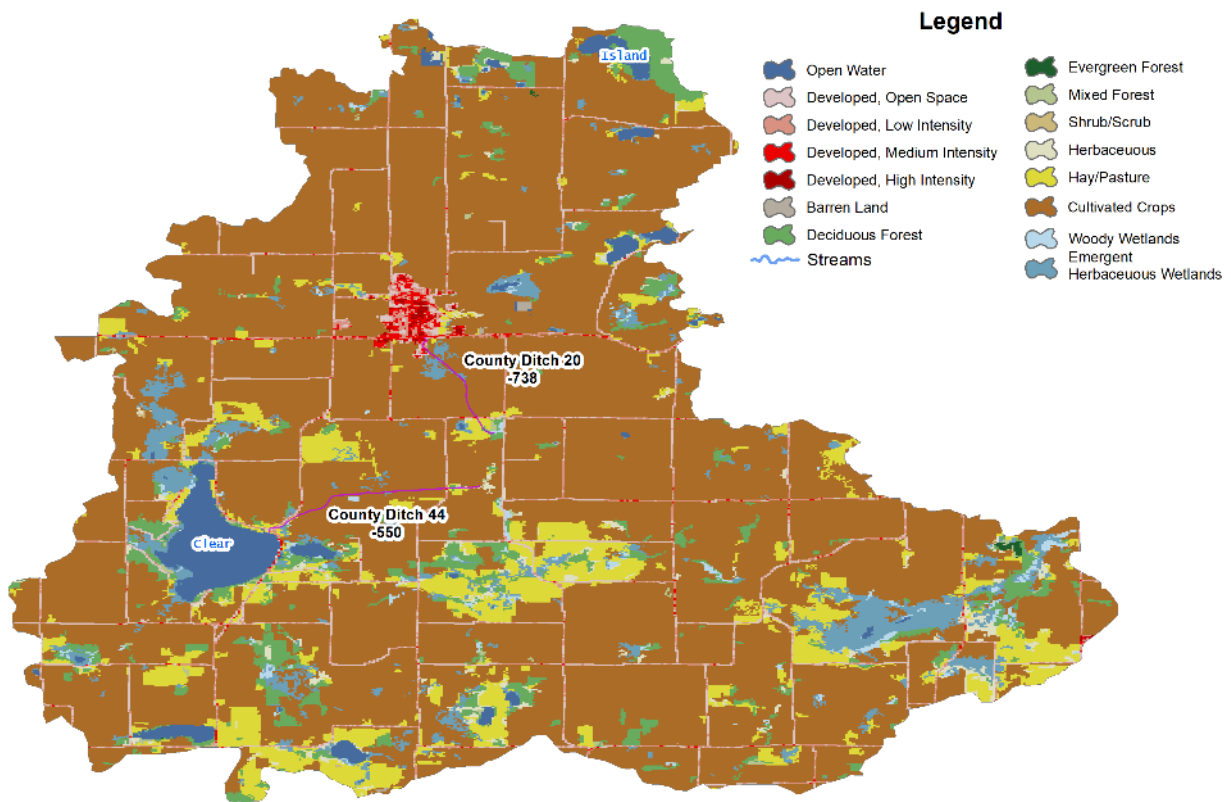 Legend
Open Water
Developed, Open Space
Developed, Low Intensity
Developed, Medium Intensity
Developed, High Intensity
Barren Land
Deciduous Forest
Streams
Evergreen Forest
Mixed Forest
Shrub/Scrub
Herbaceuous
Hay/Pasture
Cultivated Crops
Woody Wetlands
Emergent
Herbaceuous Wetlands
Island
County Ditch 20
-738
County Ditch 44
-550
Clear